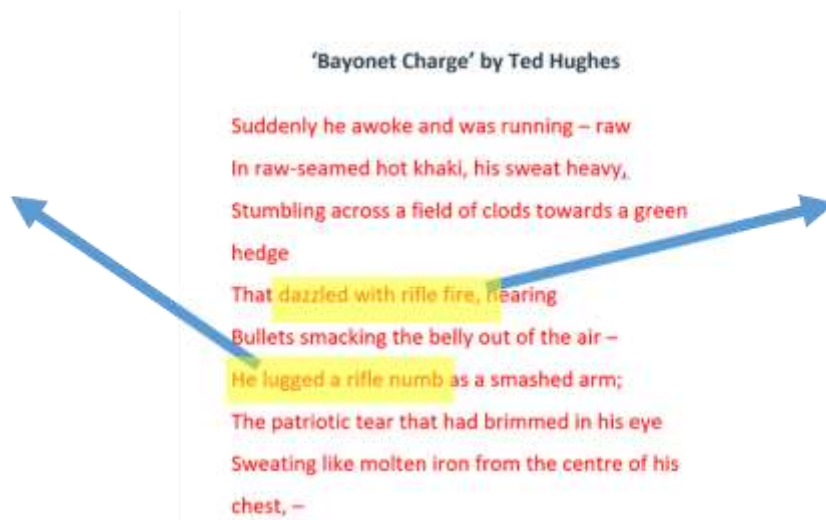 'Bayonet Charge' by Ted Hughes
Suddenly he awoke and was running – raw
In raw-seamed hot khaki, his sweat heavy,
Stumbling across a field of clods towards a green
hedge
That dazzled with rifle fire, hearing
Bullets smacking the belly out of the air –
He lugged a rifle numb as a smashed arm;
The patriotic tear that had brimmed in his eye
Sweating like molten iron from the centre of his
chest, –